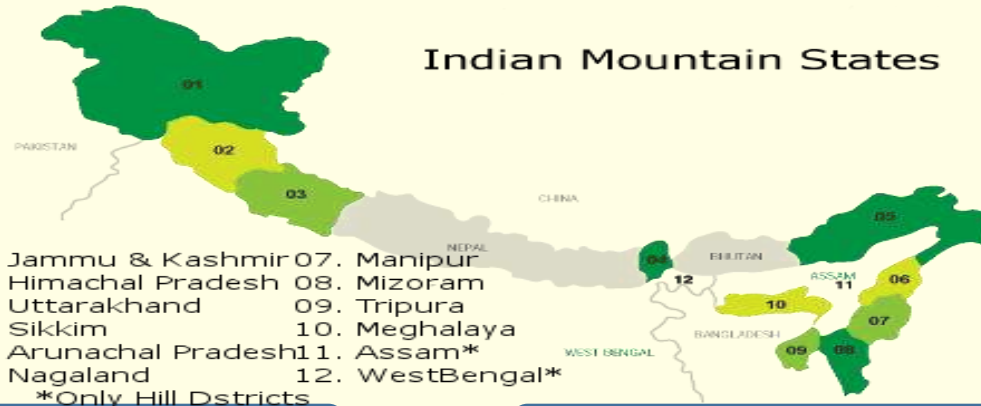 Indian Mountain States
01
02
PAKISTAN
03
CHINA
05
NEPAL
04
BHUTAN
12
ASSAM
11
06
10
07
BANGLADESH
WEST BENGAL
09
08
Jammu & Kashmir 07. Manipur
Himachal Pradesh 08. Mizoram
Uttarakhand 09. Tripura
Sikkim 10. Meghalaya
Arunachal Pradesh 11. Assam*
Nagaland 12. WestBengal*
*Only Hill Dstricts